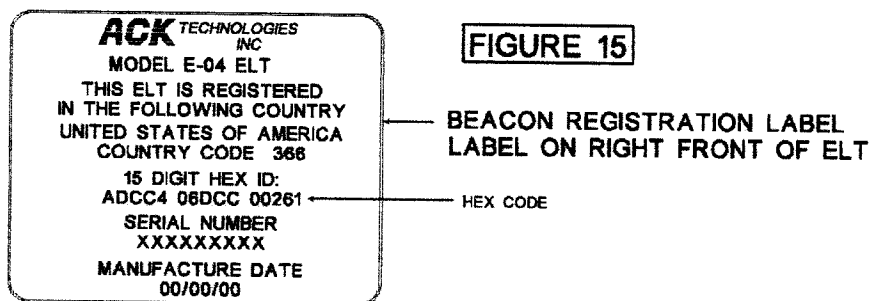 ACK TECHNOLOGIES INC
MODEL E-04 ELT
THIS ELT IS REGISTERED
IN THE FOLLOWING COUNTRY
UNITED STATES OF AMERICA
COUNTRY CODE 366
15 DIGIT HEX ID:
ADCC4 06DCC 00261
SERIAL NUMBER
XXXXXXXXX
MANUFACTURE DATE
00/00/00
FIGURE 15
BEACON REGISTRATION LABEL
LABEL ON RIGHT FRONT OF ELT
HEX CODE